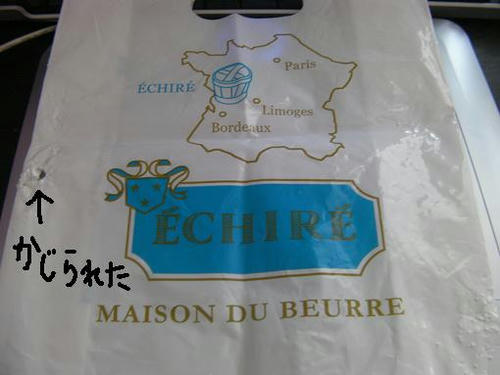 Paris
ÉCHIRÉ
Limoges
Bordeaux
ÉCHIRÉ
かじられた
MAISON DU BEURRE